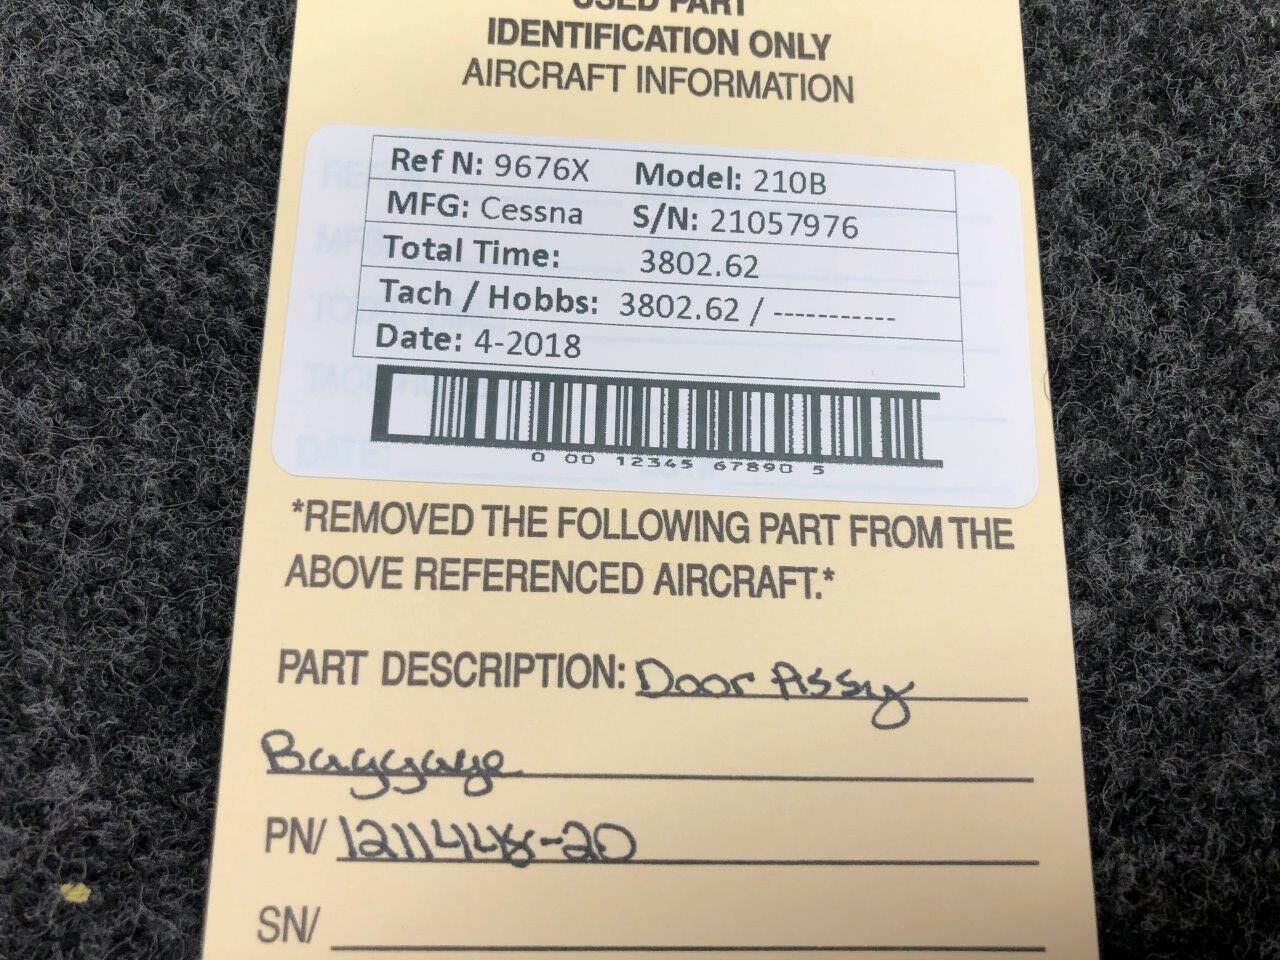 USED PART
IDENTIFICATION ONLY
AIRCRAFT INFORMATION
Ref N: 9676X Model: 210B
MFG: Cessna S/N: 21057976
Total Time: 3802.62
Tach / Hobbs: 3802.62 / -----------
Date: 4-2018
0 00 12345 67890 5
*REMOVED THE FOLLOWING PART FROM THE
ABOVE REFERENCED AIRCRAFT.*
PART DESCRIPTION: Door Assy
Baggage
PN/ 1211448-20
SN/